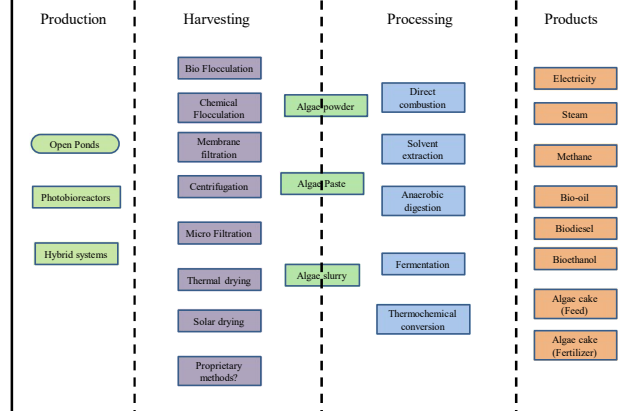 Production
Harvesting
Processing
Products
Open Ponds
Photobioreactors
Hybrid systems
Bio Flocculation
Chemical
Flocculation
Membrane
filtration
Centrifugation
Micro Filtration
Thermal drying
Solar drying
Proprietary
methods?
Algae powder
Algae Paste
Algae slurry
Direct
combustion
Solvent
extraction
Anaerobic
digestion
Fermentation
Thermochemical
conversion
Electricity
Steam
Methane
Bio-oil
Biodiesel
Bioethanol
Algae cake
(Feed)
Algae cake
(Fertilizer)